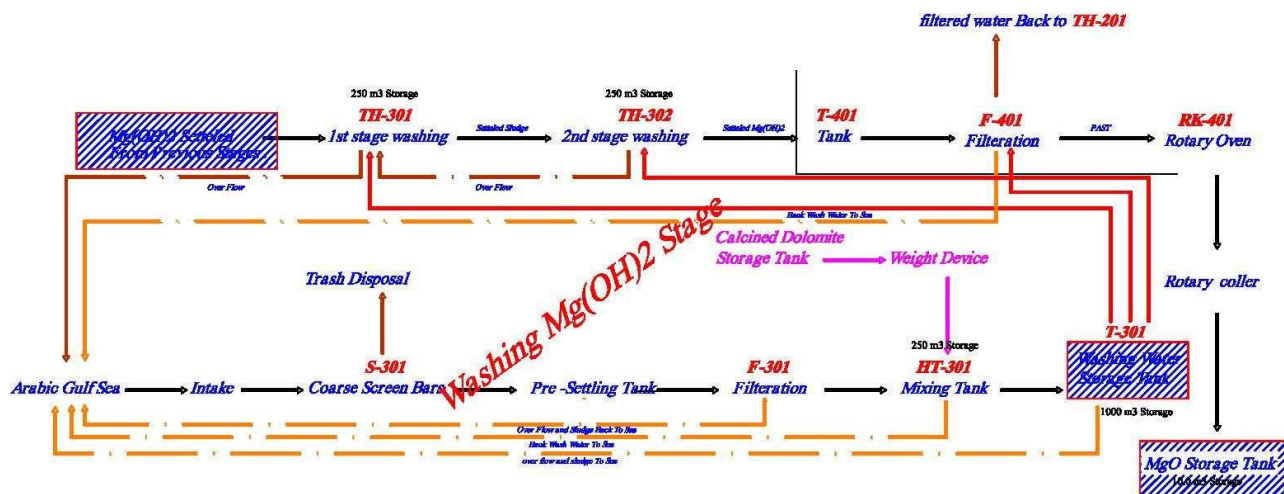 filtered water Back to TH-201
250 m3 Storage
TH-301
1st stage washing
250 m3 Storage
TH-302
2nd stage washing
T-401
Tank
F-401
Filteration
RK-401
Rotary Oven
Mg(OH)2 Setteled
From Previous Stages
Setteled Sludge
Setteled Mg(OH)2
PAST
Over Flow
Over Flow
Back Wash Water To Sea
Washing Mg(OH)2 Stage
Calcined Dolomite
Storage Tank
Weight Device
Trash Disposal
Rotary coller
S-301
Coarse Screen Bars
F-301
Filteration
250 m3 Storage
HT-301
Mixing Tank
T-301
Washing Water
Storage Tank
1000 m3 Storage
Arabic Gulf Sea
Intake
Pre -Settling Tank
Over Flow and Sludge Back To Sea
Back Wash Water To Sea
over flow and sludge To Sea
MgO Storage Tank
m3 Storage